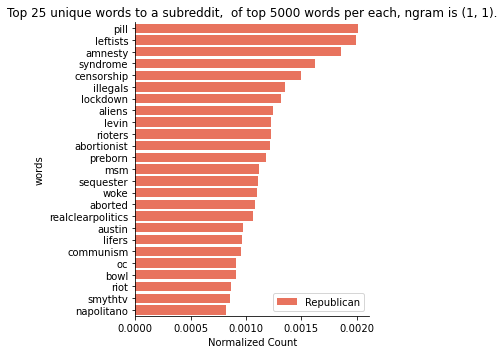 Top 25 unique words to a subreddit,  of top 5000 words per each, ngram is (1, 1).
pill
leftists
amnesty
syndrome
censorship
illegals
lockdown
aliens
levin
rioters
abortionist
preborn
msm
sequester
woke
aborted
realclearpolitics
austin
lifers
communism
oc
bowl
riot
smythtv
napolitano
words
Republican
0.0000 0.0005 0.0010 0.0015 0.0020
Normalized Count